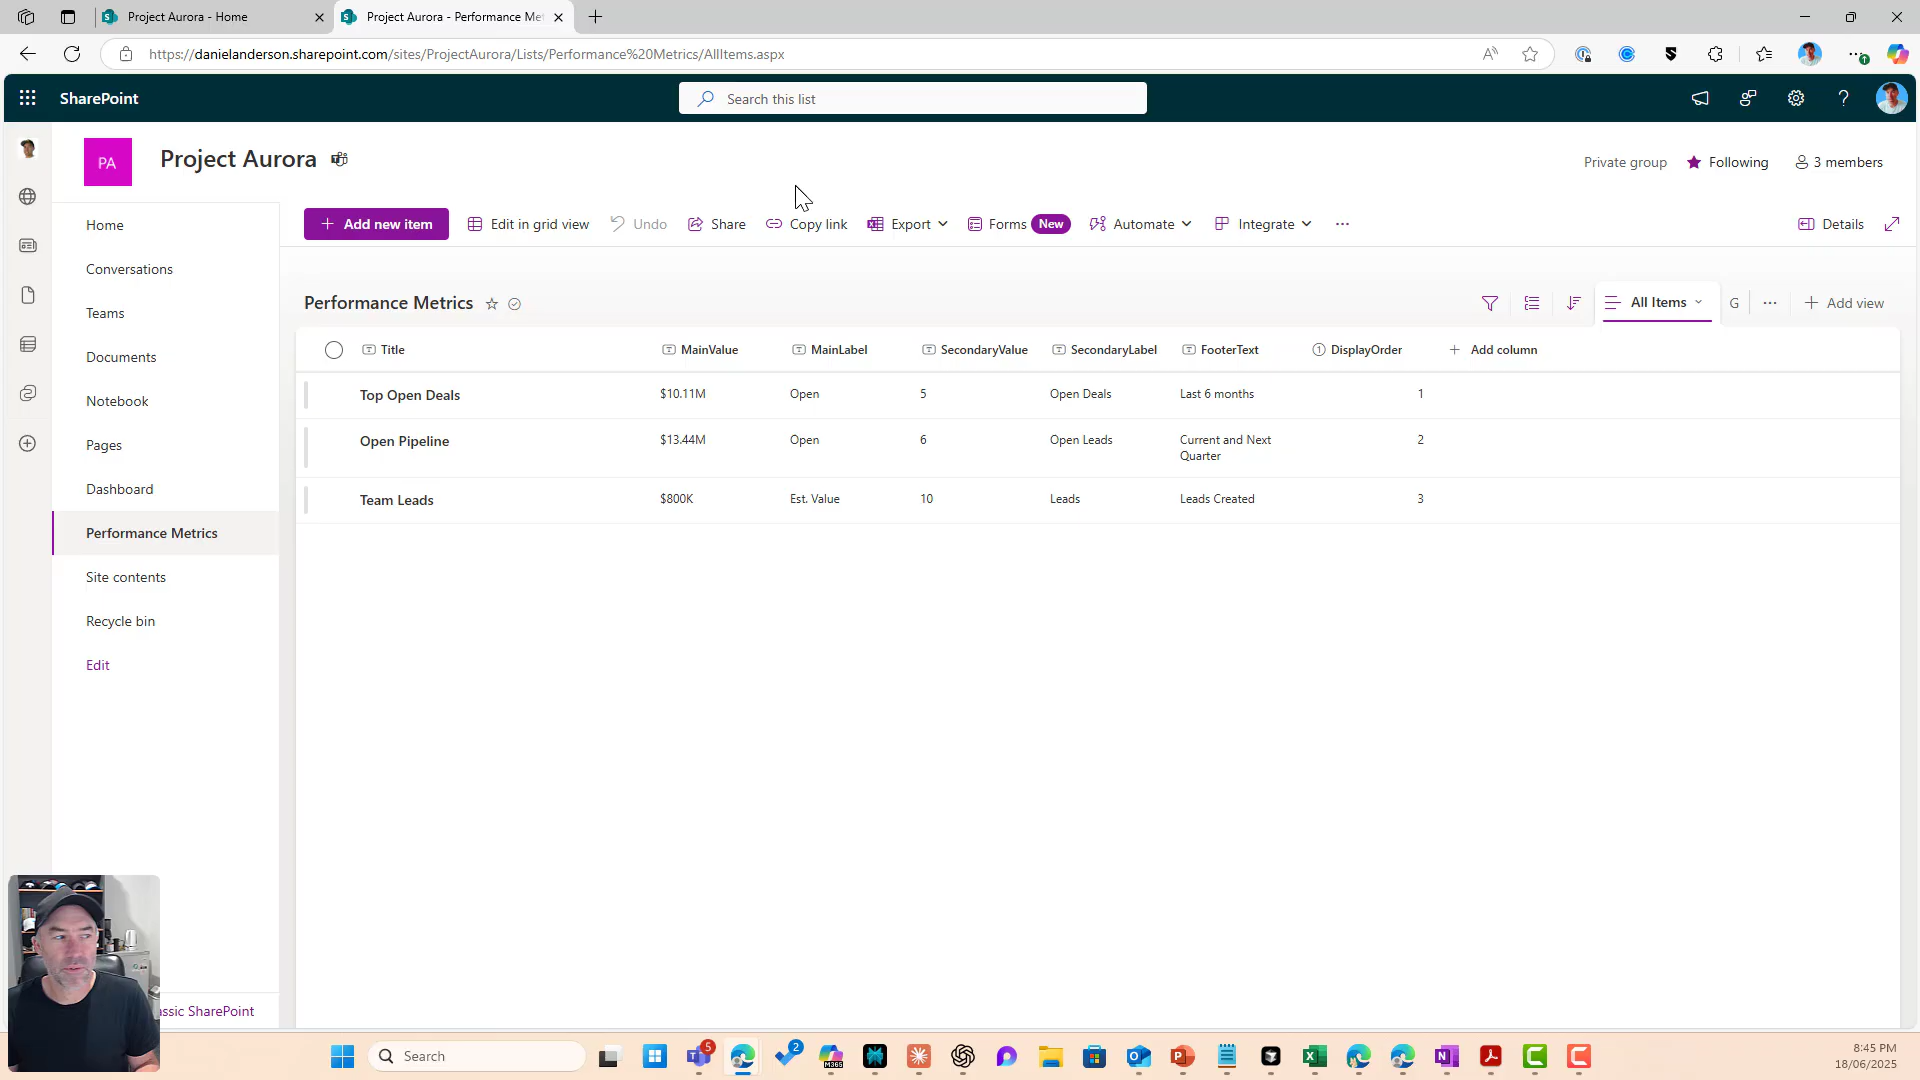 Project Aurora - Home
Project Aurora - Performance Met
https://danielanderson.sharepoint.com/sites/ProjectAurora/Lists/Performance%20Metrics/AllItems.aspx
SharePoint
Search this list
PA
Project Aurora
Private group
Following
3 members
Home
Conversations
Teams
Documents
Notebook
Pages
Dashboard
Performance Metrics
Site contents
Recycle bin
Edit
assic SharePoint
+ Add new item
Edit in grid view
Undo
Share
Copy link
Export
Forms New
Automate
Integrate
Details
Performance Metrics
All Items
G
Add view
Title MainValue MainLabel SecondaryValue SecondaryLabel FooterText DisplayOrder + Add column
Top Open Deals $10.11M Open 5 Open Deals Last 6 months 1
Open Pipeline $13.44M Open 6 Open Leads Current and Next
Quarter 2
Team Leads $800K Est. Value 10 Leads Leads Created 3
Search
5
2
M365
8:45 PM
18/06/2025